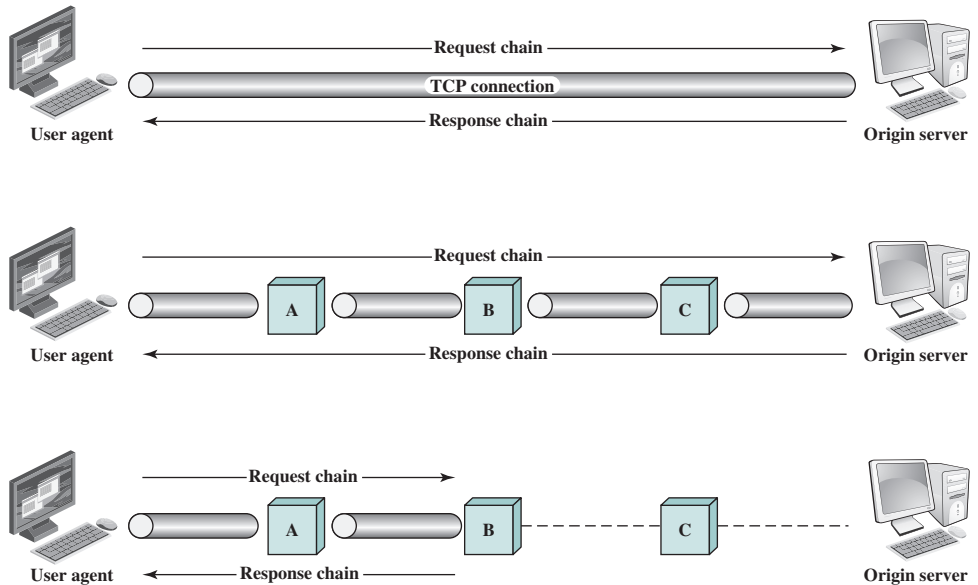 Request chain
TCP connection
Response chain
User agent
Origin server
Request chain
A
B
C
Response chain
User agent
Origin server
Request chain
A
B
C
Response chain
User agent
Origin server